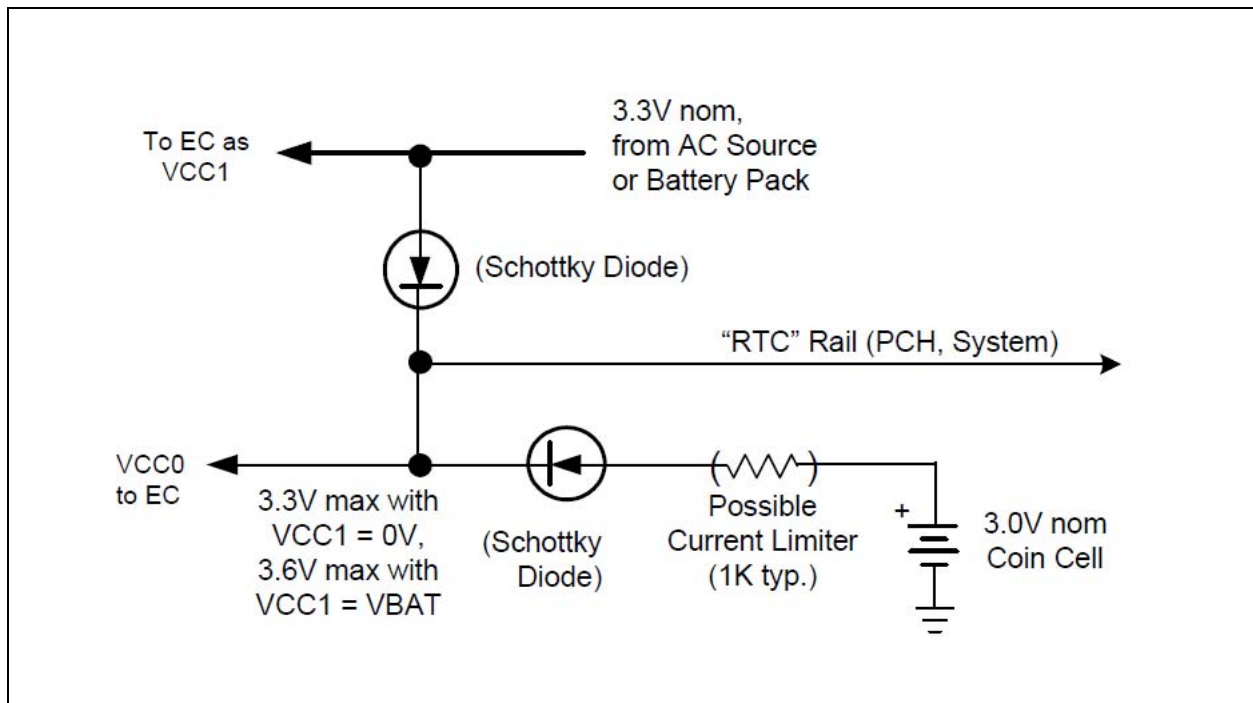 3.3V nom,
from AC Source
or Battery Pack
To EC as
VCC1
(Schottky Diode)
“RTC” Rail (PCH, System)
VCC0
to EC
3.3V max with
VCC1 = 0V,
3.6V max with
VCC1 = VBAT
(Schottky
Diode)
( )
Possible
Current Limiter
(1K typ.)
+
3.0V nom
Coin Cell